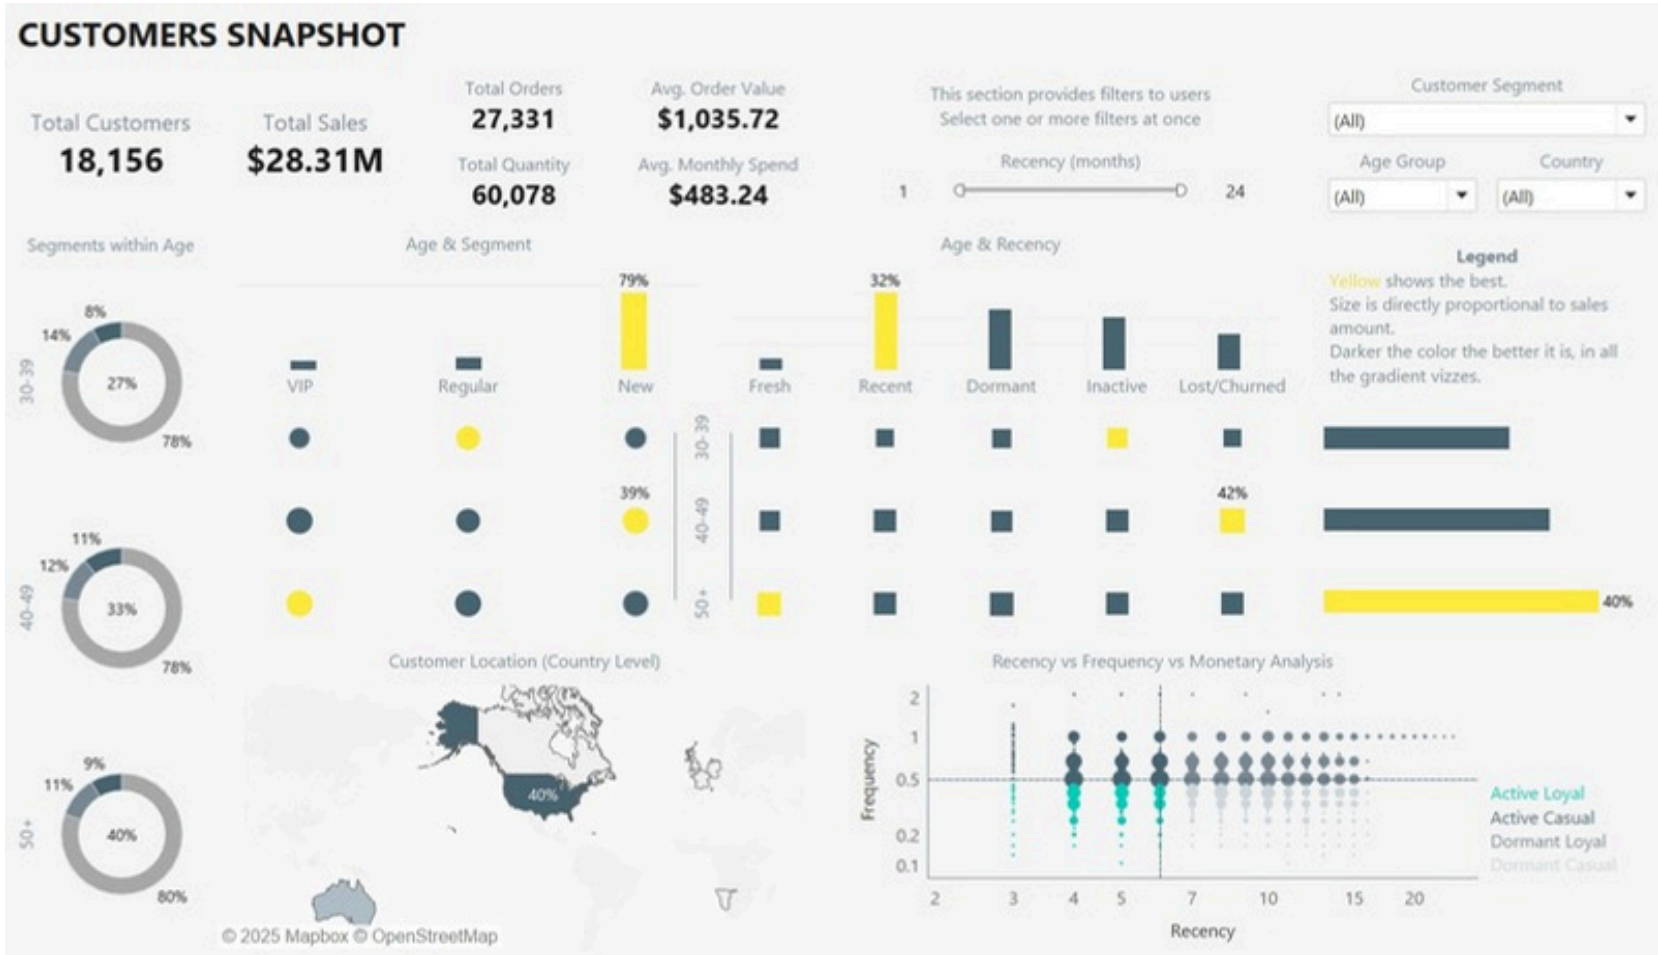 CUSTOMERS SNAPSHOT
Total Customers
18,156
Total Sales
$28.31M
Total Orders
27,331
Total Quantity
60,078
Avg. Order Value
$1,035.72
Avg. Monthly Spend
$483.24
This section provides filters to users
Select one or more filters at once
Recency (months)
1 24
Customer Segment
(All)
Age Group
(All)
Country
(All)
Segments within Age
30-39
8%
14%
27%
78%
40-49
11%
12%
33%
78%
50+
9%
11%
40%
80%
Age & Segment
79%
VIP Regular New
39%
Age & Recency
32%
Fresh Recent Dormant Inactive Lost/Churned
30-39
40-49
42%
50+
Legend
Yellow shows the best.
Size is directly proportional to sales
amount.
Darker the color the better it is, in all
the gradient vizzes.
40%
Customer Location (Country Level)
40%
© 2025 Mapbox © OpenStreetMap
Recency vs Frequency vs Monetary Analysis
Frequency
2
1
0.5
0.2
0.1
2 3 4 5 7 10 15 20
Recency
Active Loyal
Active Casual
Dormant Loyal
Dormant Casual